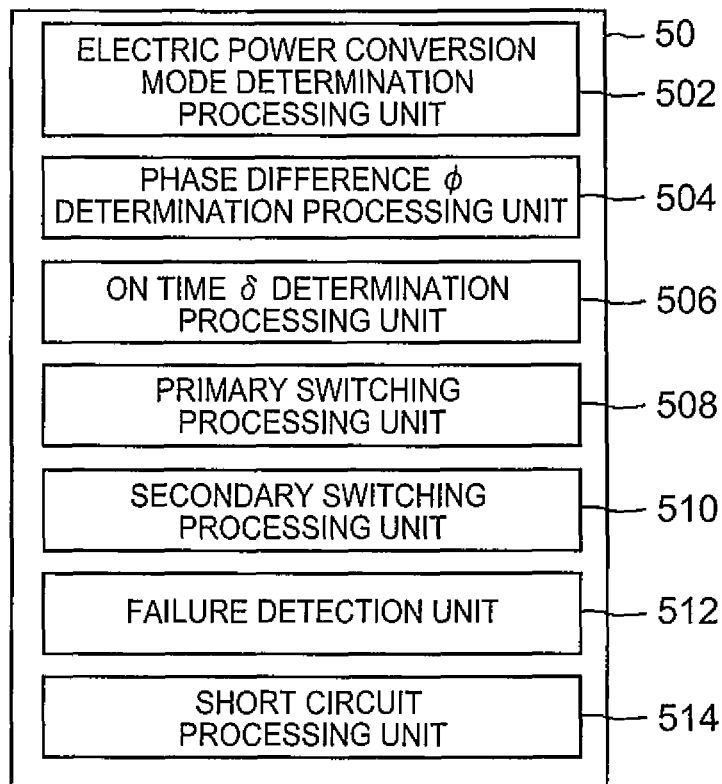 50
ELECTRIC POWER CONVERSION
MODE DETERMINATION
PROCESSING UNIT
502
PHASE DIFFERENCE ϕ
DETERMINATION PROCESSING UNIT
504
ON TIME δ DETERMINATION
PROCESSING UNIT
506
PRIMARY SWITCHING
PROCESSING UNIT
508
SECONDARY SWITCHING
PROCESSING UNIT
510
FAILURE DETECTION UNIT
512
SHORT CIRCUIT
PROCESSING UNIT
514